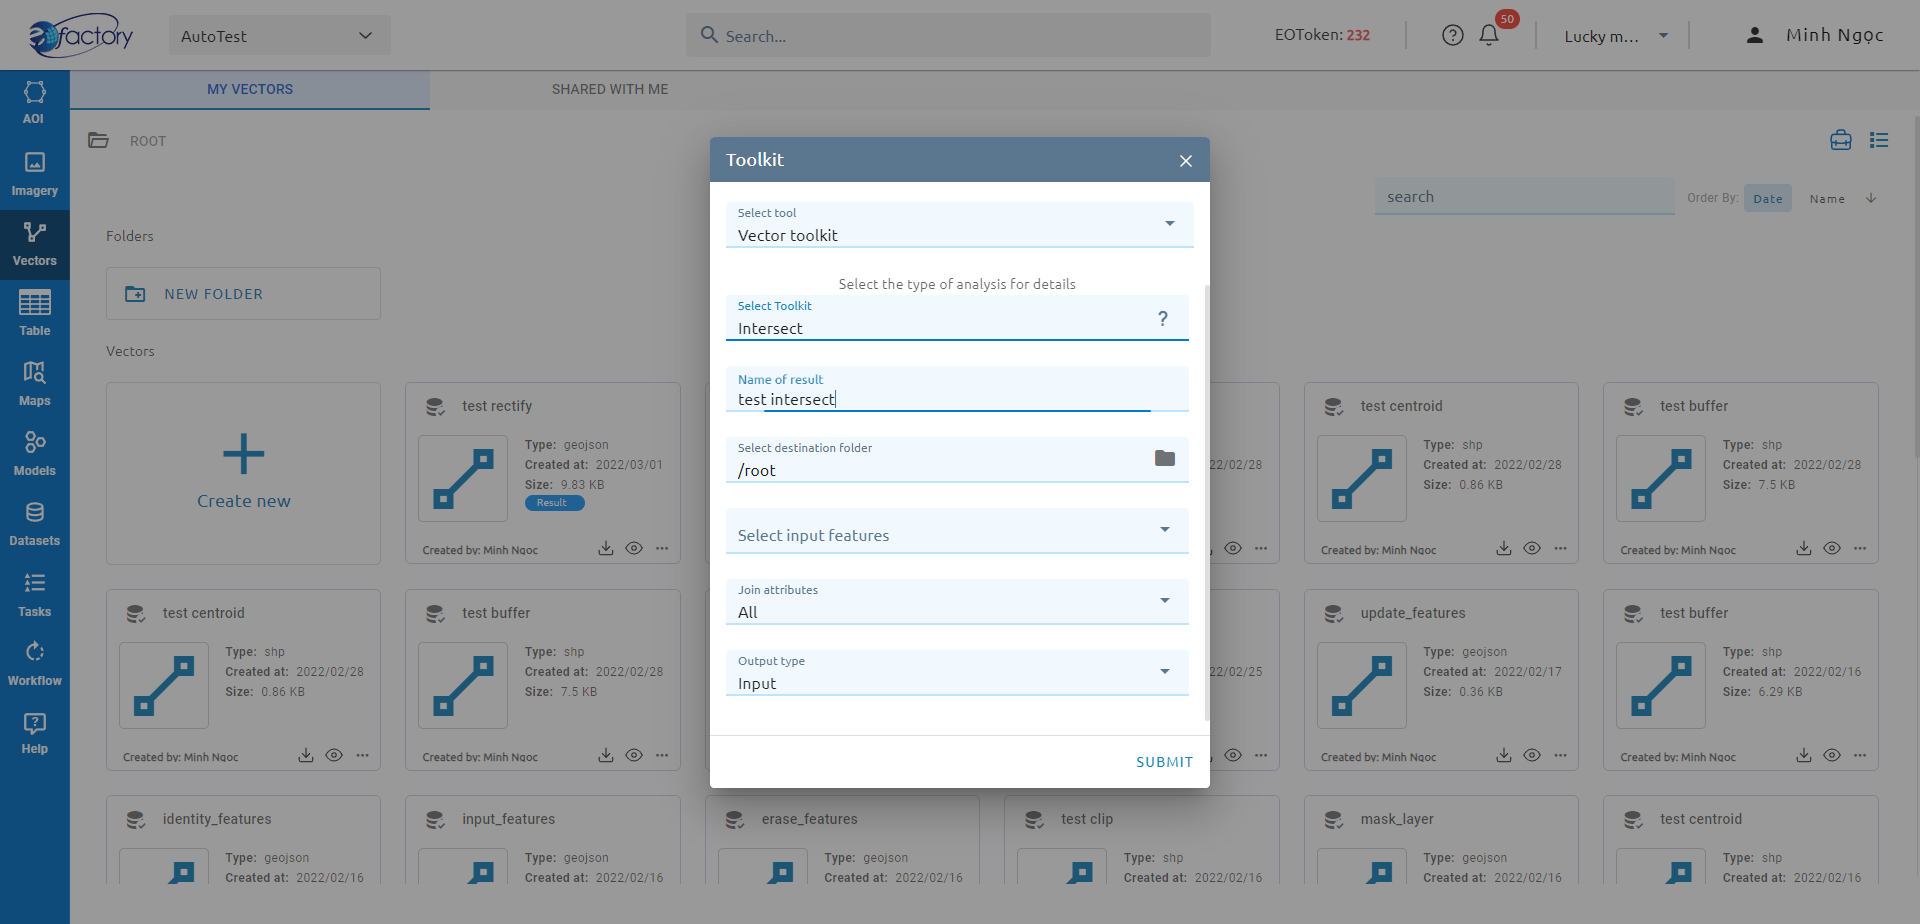 eofactory
AutoTest
Search...
EOToken: 232
50
Lucky m...
Minh Ngọc
AOI
Imagery
Vectors
Table
Maps
Models
Datasets
Tasks
Workflow
Help
MY VECTORS
SHARED WITH ME
ROOT
search
Order By:
Date
Name
Folders
NEW FOLDER
Vectors
Create new
test rectify
Type: geojson
Created at: 2022/03/01
Size: 9.83 KB
Result
Created by: Minh Ngoc
22/02/28
test centroid
Type: shp
Created at: 2022/02/28
Size: 0.86 KB
Created by: Minh Ngoc
test buffer
Type: shp
Created at: 2022/02/28
Size: 7.5 KB
Created by: Minh Ngoc
test centroid
Type: shp
Created at: 2022/02/28
Size: 0.86 KB
Created by: Minh Ngoc
test buffer
Type: shp
Created at: 2022/02/28
Size: 7.5 KB
Created by: Minh Ngoc
22/02/25
update_features
Type: geojson
Created at: 2022/02/17
Size: 0.36 KB
Created by: Minh Ngoc
test buffer
Type: shp
Created at: 2022/02/16
Size: 6.29 KB
Created by: Minh Ngoc
identity_features
Type: geojson
Created at: 2022/02/16
input_features
Type: geojson
Created at: 2022/02/16
erase_features
Type: geojson
Created at: 2022/02/16
test clip
Type: shp
Created at: 2022/02/16
mask_layer
Type: geojson
Created at: 2022/02/16
test centroid
Type: shp
Created at: 2022/02/16
Toolkit
Select tool
Vector toolkit
Select the type of analysis for details
Select Toolkit
Intersect
?
Name of result
test intersect
Select destination folder
/root
Select input features
Join attributes
All
Output type
Input
SUBMIT